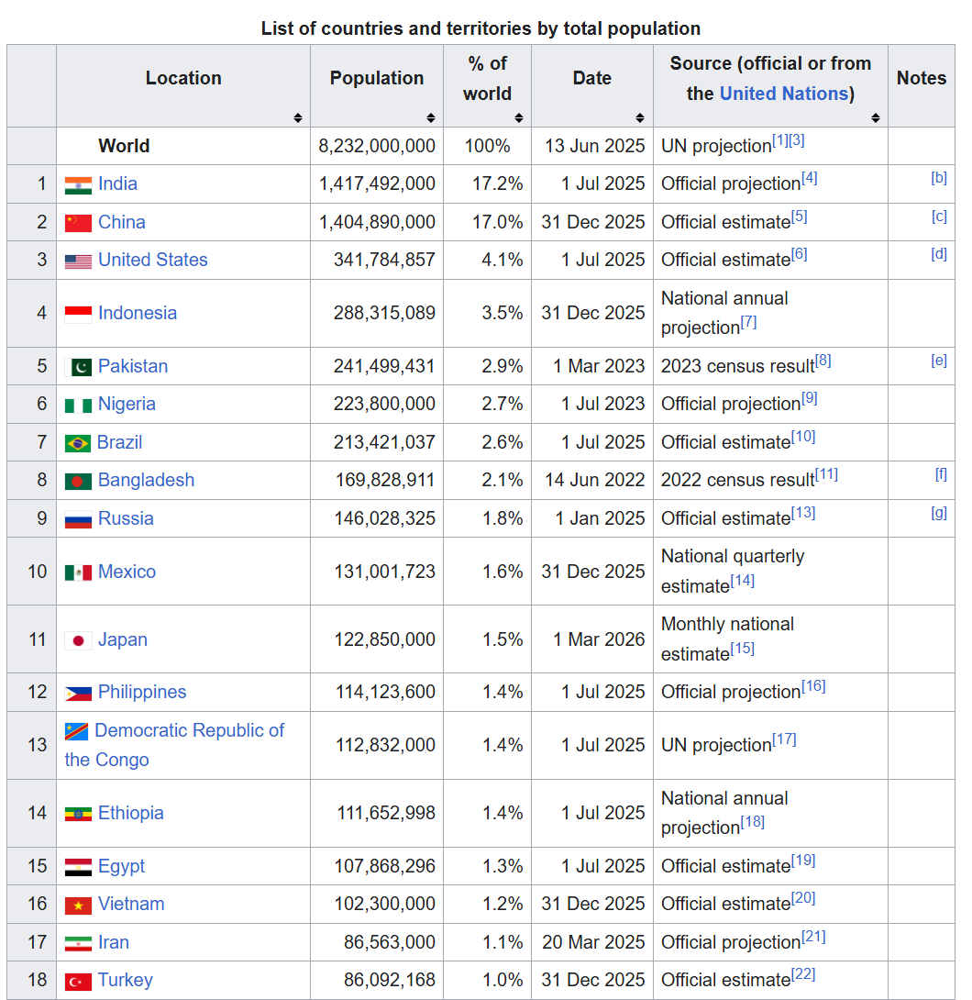 List of countries and territories by total population
Location Population % of world Date Source (official or from the United Nations) Notes
World 8,232,000,000 100% 13 Jun 2025 UN projection[1][3]
1 India 1,417,492,000 17.2% 1 Jul 2025 Official projection[4] [b]
2 China 1,404,890,000 17.0% 31 Dec 2025 Official estimate[5] [c]
3 United States 341,784,857 4.1% 1 Jul 2025 Official estimate[6] [d]
4 Indonesia 288,315,089 3.5% 31 Dec 2025 National annual projection[7]
5 Pakistan 241,499,431 2.9% 1 Mar 2023 2023 census result[8] [e]
6 Nigeria 223,800,000 2.7% 1 Jul 2023 Official projection[9]
7 Brazil 213,421,037 2.6% 1 Jul 2025 Official estimate[10]
8 Bangladesh 169,828,911 2.1% 14 Jun 2022 2022 census result[11] [f]
9 Russia 146,028,325 1.8% 1 Jan 2025 Official estimate[13] [g]
10 Mexico 131,001,723 1.6% 31 Dec 2025 National quarterly estimate[14]
11 Japan 122,850,000 1.5% 1 Mar 2026 Monthly national estimate[15]
12 Philippines 114,123,600 1.4% 1 Jul 2025 Official projection[16]
13 Democratic Republic of the Congo 112,832,000 1.4% 1 Jul 2025 UN projection[17]
14 Ethiopia 111,652,998 1.4% 1 Jul 2025 National annual projection[18]
15 Egypt 107,868,296 1.3% 1 Jul 2025 Official estimate[19]
16 Vietnam 102,300,000 1.2% 31 Dec 2025 Official estimate[20]
17 Iran 86,563,000 1.1% 20 Mar 2025 Official projection[21]
18 Turkey 86,092,168 1.0% 31 Dec 2025 Official estimate[22]